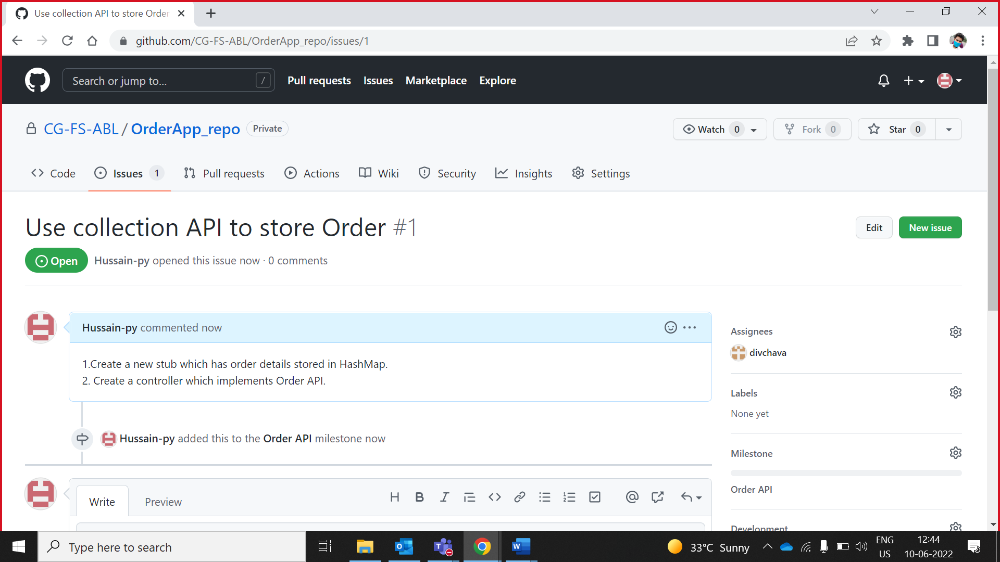 Use collection API to store Order
github.com/CG-FS-ABL/OrderApp_repo/issues/1
Search or jump to... /
Pull requests Issues Marketplace Explore
CG-FS-ABL / OrderApp_repo Private
Watch 0 Fork 0 Star 0
Code Issues 1 Pull requests Actions Wiki Security Insights Settings
Use collection API to store Order #1
Edit New issue
Open Hussain-py opened this issue now · 0 comments
Hussain-py commented now
1.Create a new stub which has order details stored in HashMap.
2. Create a controller which implements Order API.
Hussain-py added this to the Order API milestone now
Assignees
divchava
Labels
None yet
Milestone
Order API
Development
Write Preview
Type here to search
33°C Sunny
ENG
US
12:44
10-06-2022